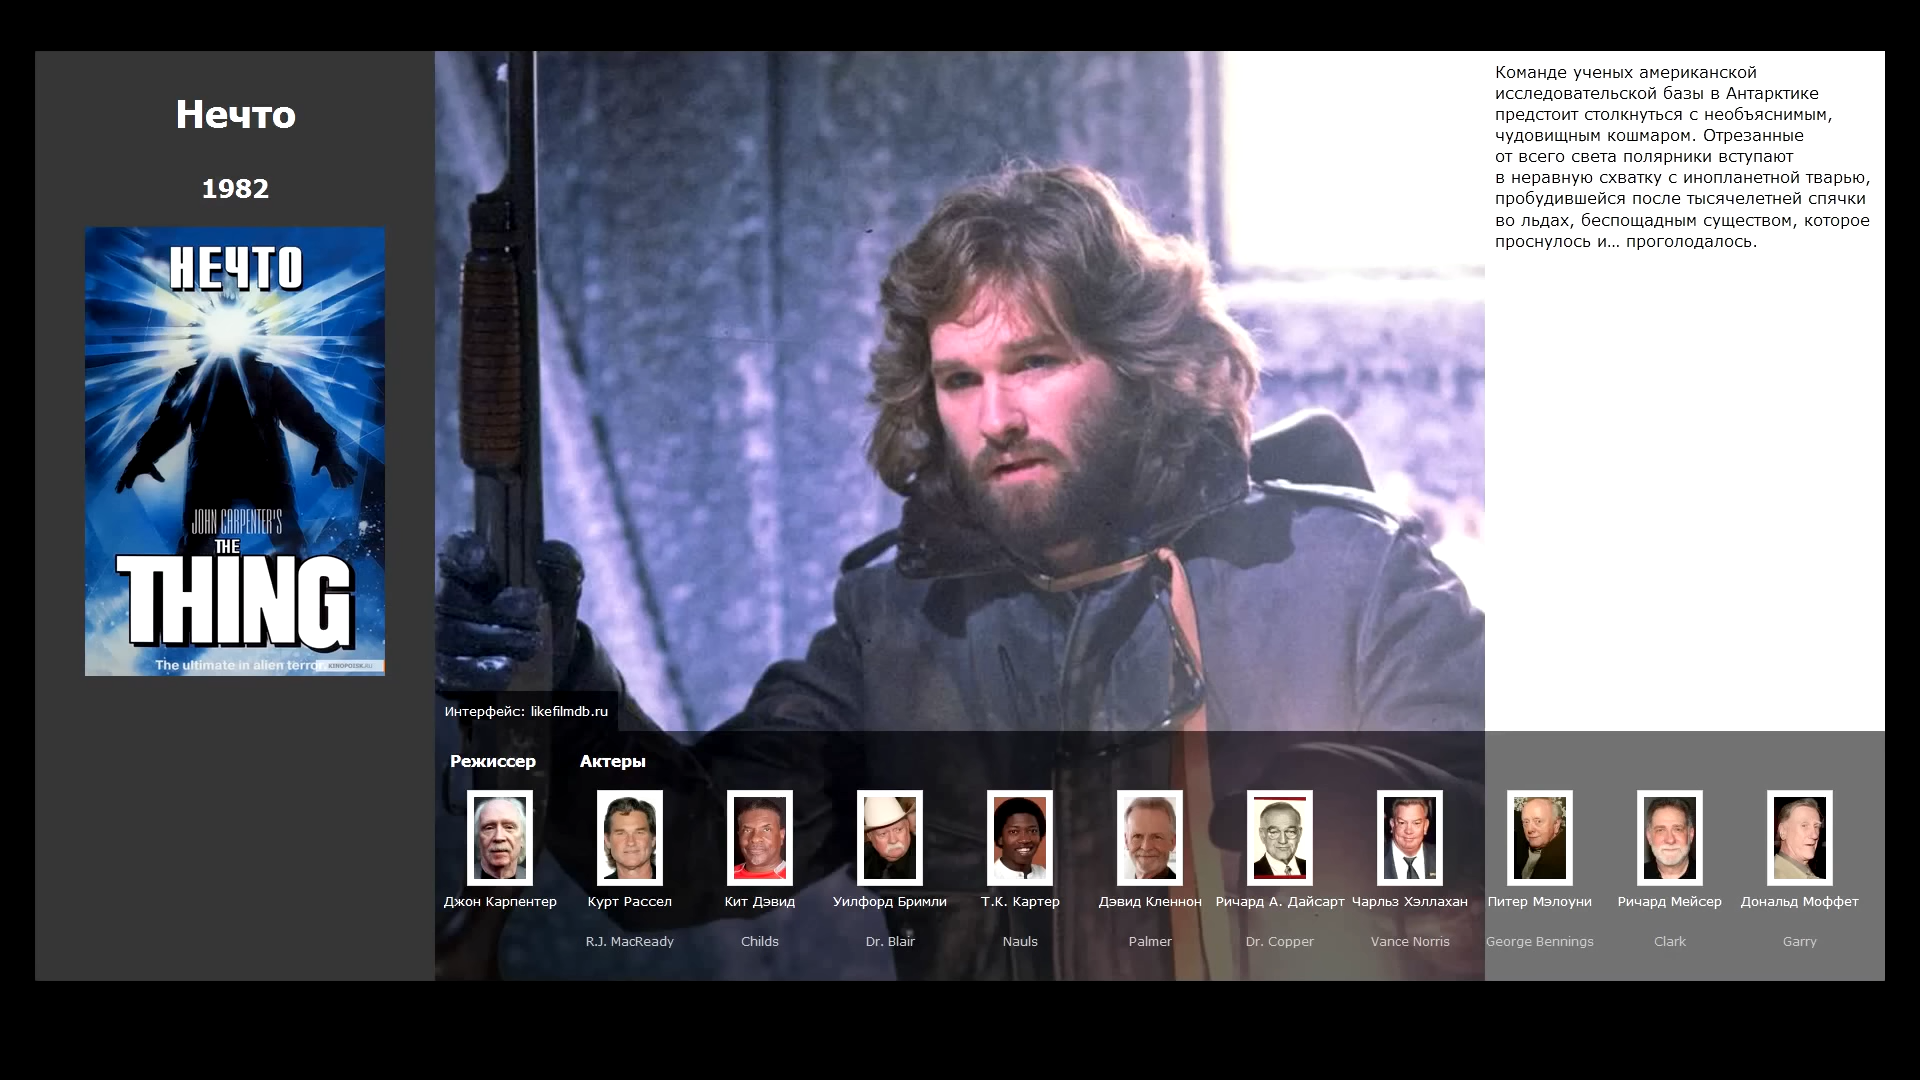 Нечто
1982
НЕЧТО
JOHN CARPENTER'S
THE
THING
The ultimate in alien terro
KINOPOISK.RU
Команде ученых американской
исследовательской базы в Антарктике
предстоит столкнуться с необъяснимым,
чудовищным кошмаром. Отрезанные
от всего света полярники вступают
в неравную схватку с инопланетной тварью,
пробудившейся после тысячелетней спячки
во льдах, беспощадным существом, которое
проснулось и… проголодалось.
Интерфейс: likefilmdb.ru
Режиссер Актеры
Джон Карпентер Курт Рассел Кит Дэвид Уилфорд Бримли Т.К. Картер Дэвид Кленнон Ричард А. Дайсарт Чарльз Хэллахан Питер Мэлоуни Ричард Мейсер Дональд Моффет
R.J. MacReady Childs Dr. Blair Nauls Palmer Dr. Copper Vance Norris George Bennings Clark Garry